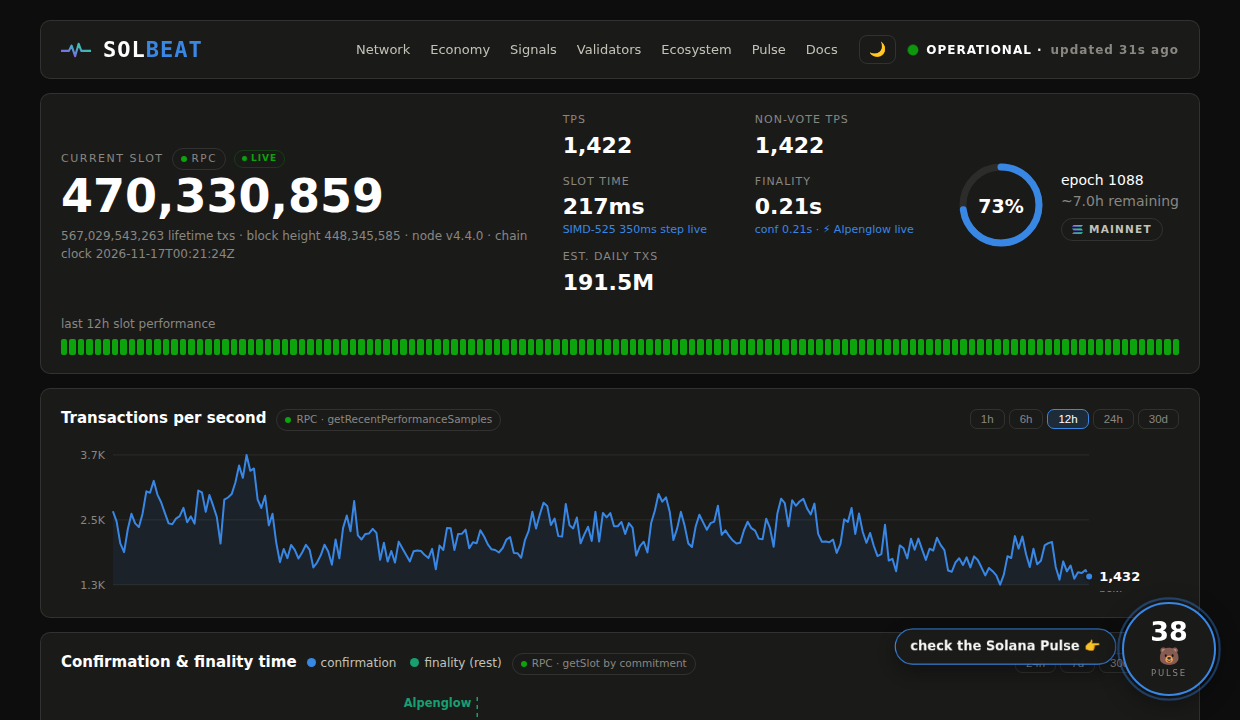 SOLBEAT
Network Economy Signals Validators Ecosystem Pulse Docs 🌙 OPERATIONAL · updated 31s ago
CURRENT SLOT RPC LIVE
470,330,859
567,029,543,263 lifetime txs · block height 448,345,585 · node v4.4.0 · chain
clock 2026-11-17T00:21:24Z
TPS
1,422
NON-VOTE TPS
1,422
SLOT TIME
217ms
SIMD-525 350ms step live
FINALITY
0.21s
conf 0.21s · ⚡ Alpenglow live
EST. DAILY TXS
191.5M
73%
epoch 1088
~7.0h remaining
MAINNET
last 12h slot performance
Transactions per second RPC · getRecentPerformanceSamples
1h 6h 12h 24h 30d
3.7K
2.5K
1.3K
1,432
Confirmation & finality time confirmation finality (rest) RPC · getSlot by commitment
check the Solana Pulse 👉
38
🐻
PULSE
Alpenglow